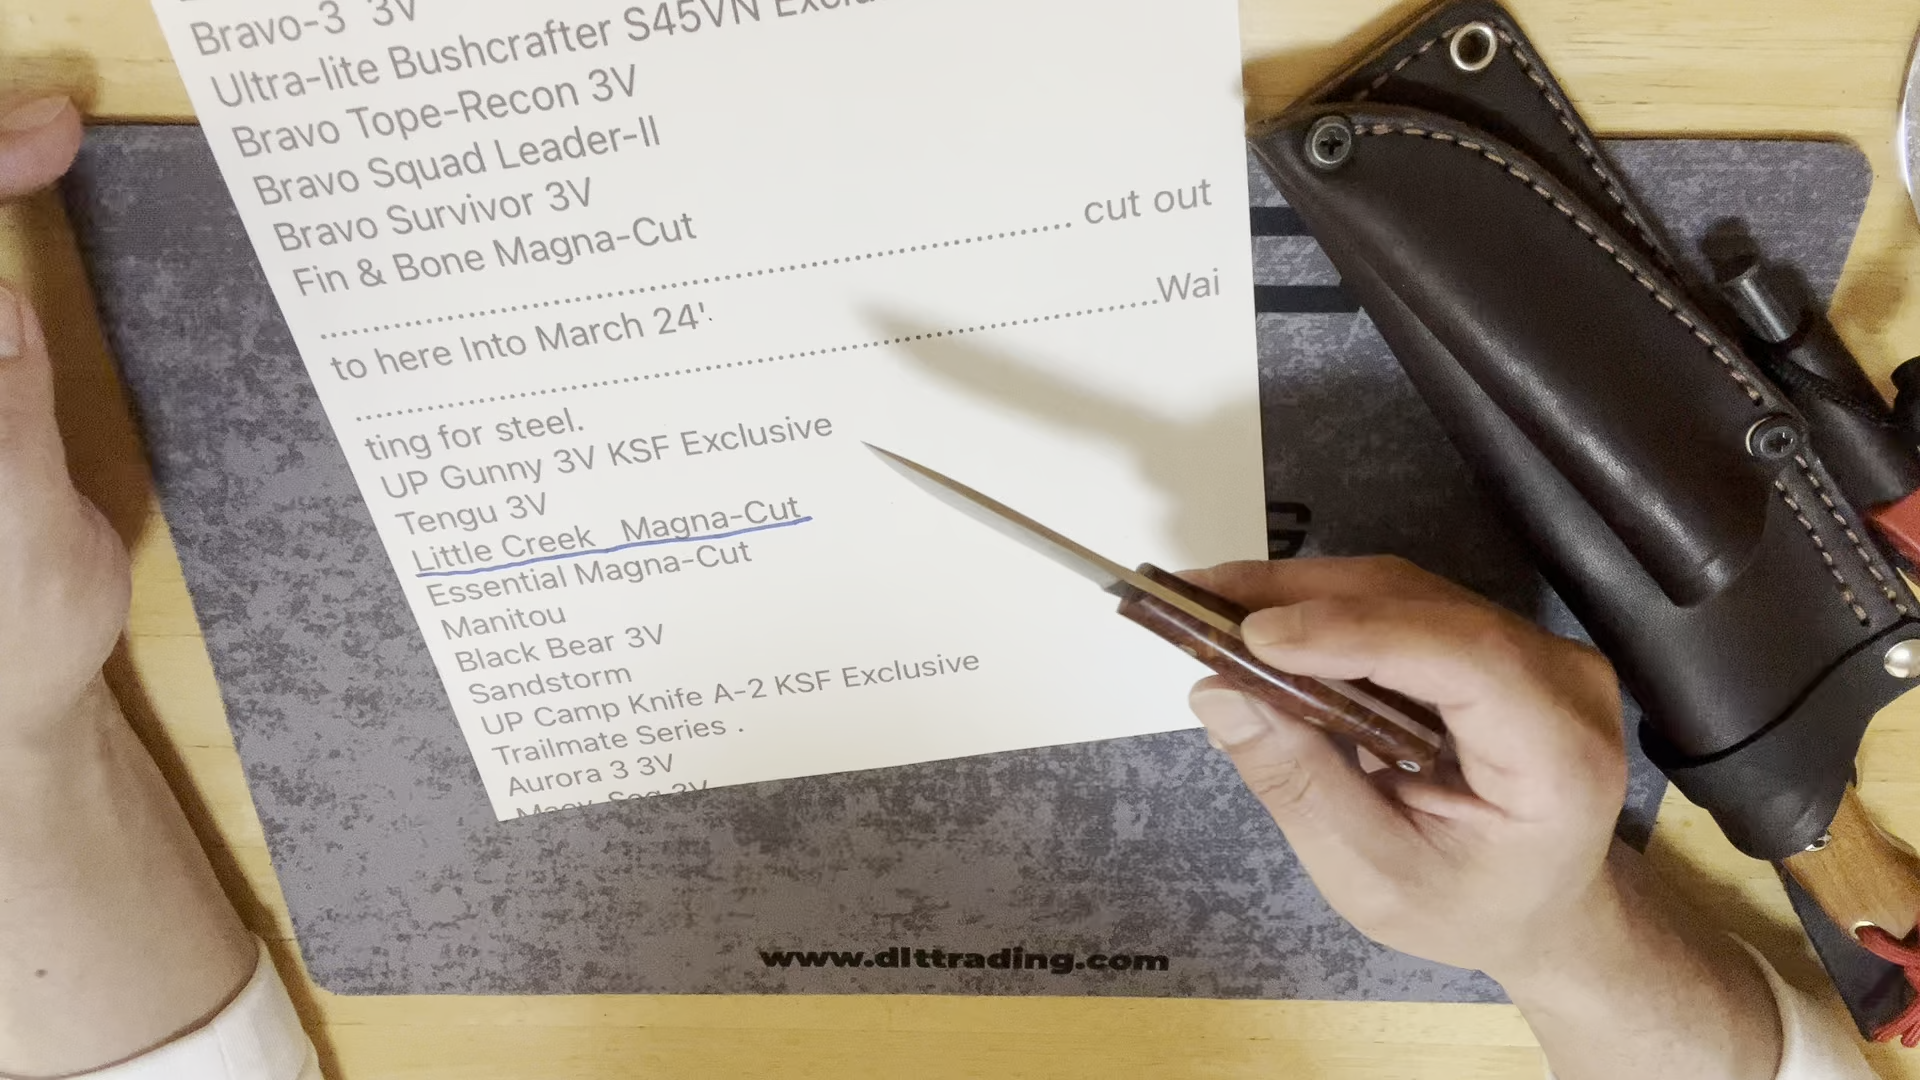 Bravo-3 3V
Ultra-lite Bushcrafter S45VN
Bravo Tope-Recon 3V
Bravo Squad Leader-II
Bravo Survivor 3V
Fin & Bone Magna-Cut
.................................................................. cut out
to here Into March 24'.
..................................................................Wai
ting for steel.
UP Gunny 3V KSF Exclusive
Tengu 3V
Little Creek Magna-Cut
Essential Magna-Cut
Manitou
Black Bear 3V
Sandstorm
UP Camp Knife A-2 KSF Exclusive
Trailmate Series .
Aurora 3 3V
G
www.dlttrading.com